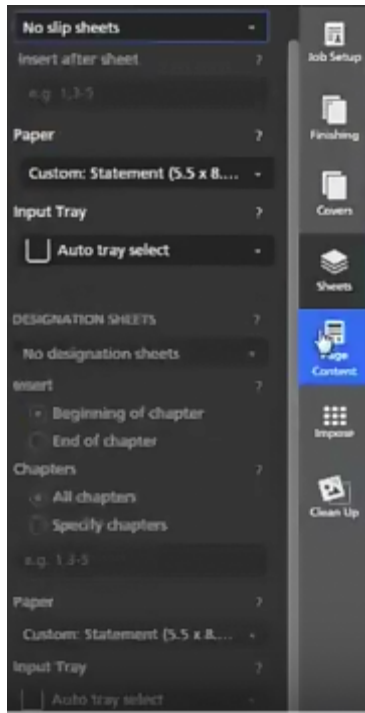 No slip sheets
Insert after sheet ?
e.g. 1,3-5
Paper ?
Custom: Statement (5.5 x 8....
Input Tray ?
Auto tray select
DESIGNATION SHEETS ?
No designation sheets
Insert ?
Beginning of chapter
End of chapter
Chapters ?
All chapters
Specify chapters
e.g. 1,3-5
Paper ?
Custom: Statement (5.5 x 8....
Input Tray ?
Auto tray select
Job Setup
Finishing
Covers
Sheets
Page
Content
Impose
Clean Up